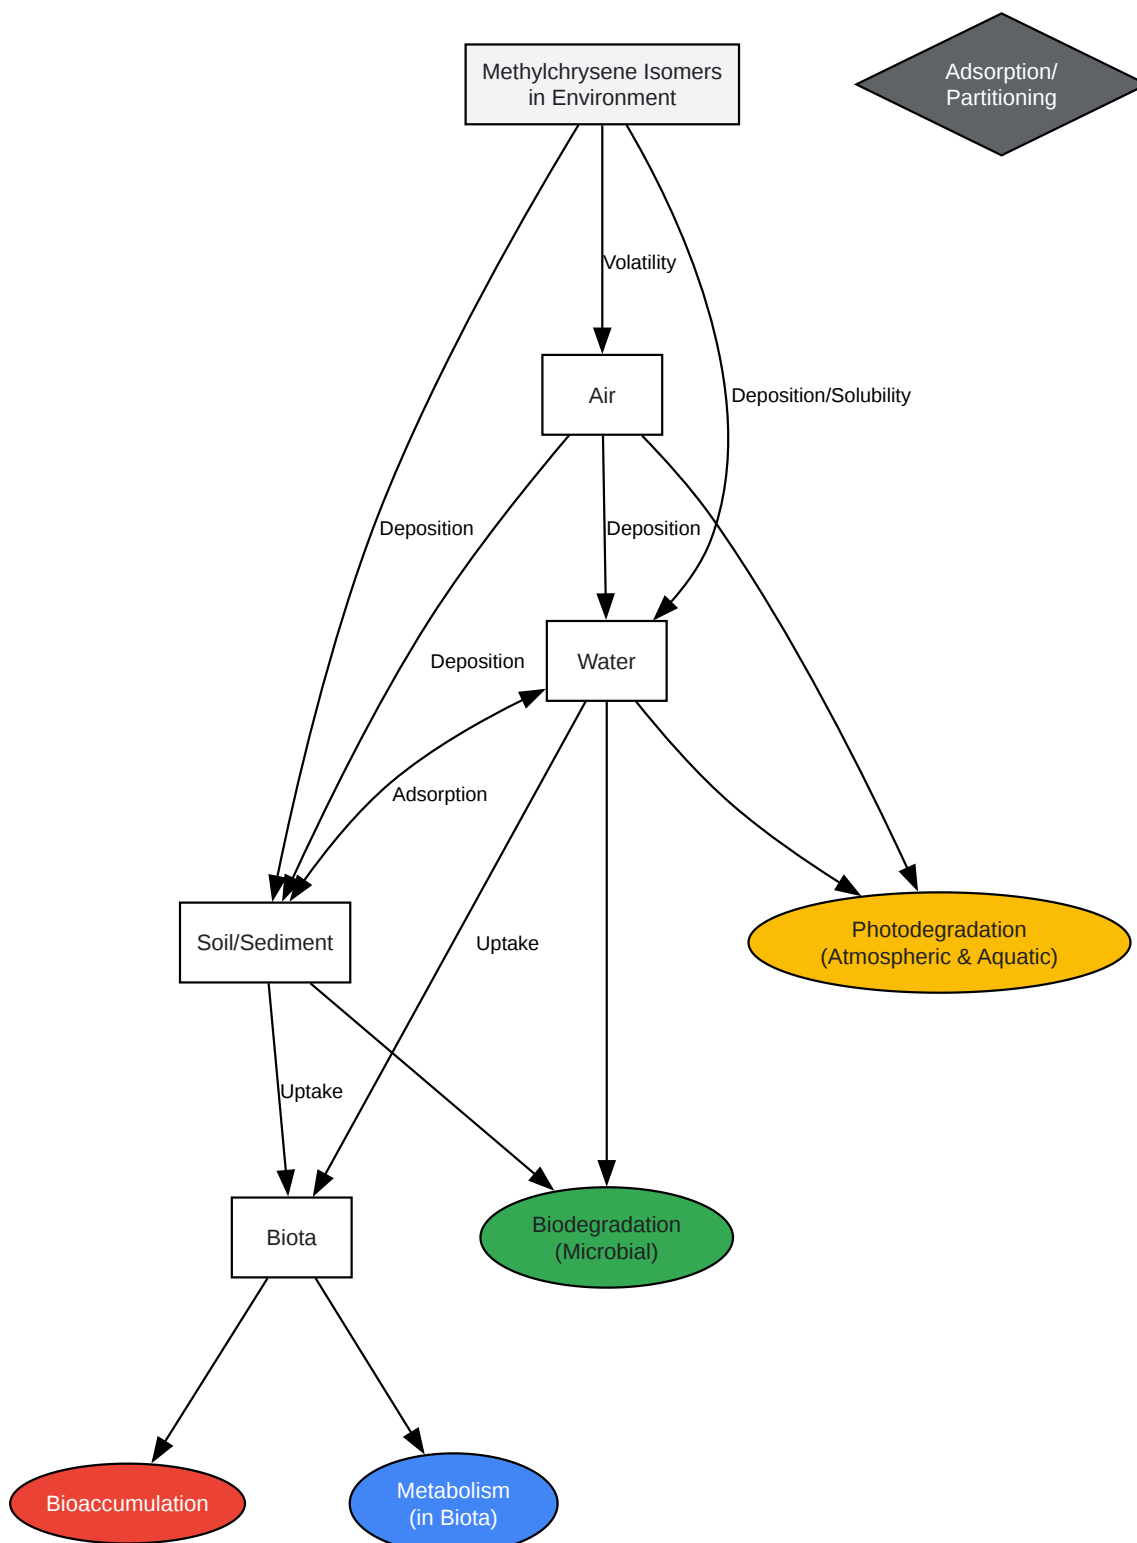 Methylchrysene Isomers
in Environment
Adsorption/
Partitioning
Volatility
Air
Deposition/Solubility
Deposition
Deposition
Water
Deposition
Adsorption
Soil/Sediment
Uptake
Photodegradation
(Atmospheric & Aquatic)
Uptake
Biota
Biodegradation
(Microbial)
Bioaccumulation
Metabolism
(in Biota)